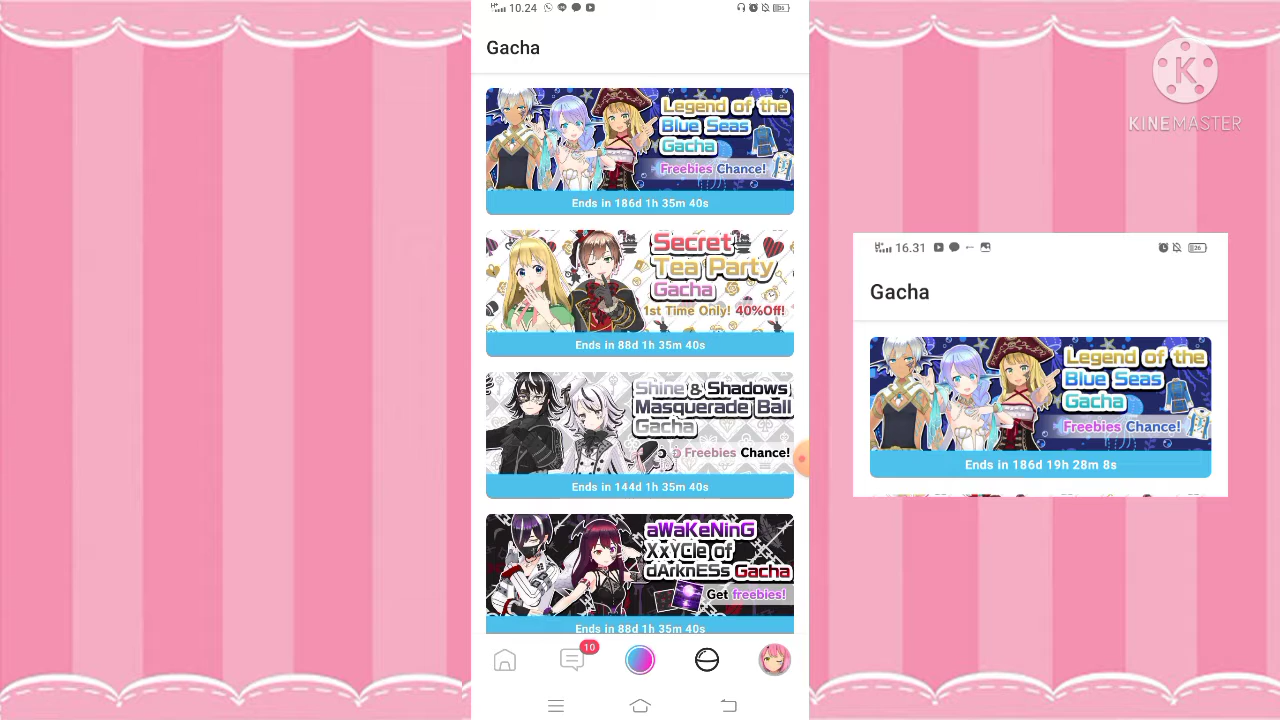 10.24
Gacha
Legend of the
Blue Seas
Gacha
Freebies Chance!
Ends in 186d 1h 35m 40s
Secret
Tea Party
Gacha
1st Time Only! 40%Off!
Ends in 88d 1h 35m 40s
Shine & Shadows
Masquerade Ball
Gacha
Freebies Chance!
Ends in 144d 1h 35m 40s
aWaKeNinG
XxYCle of
dArknESs Gacha
Get freebies!
Ends in 88d 1h 35m 40s
10
K
KINEMASTER
16.31
26
Gacha
Legend of the
Blue Seas
Gacha
Freebies Chance!
Ends in 186d 19h 28m 8s